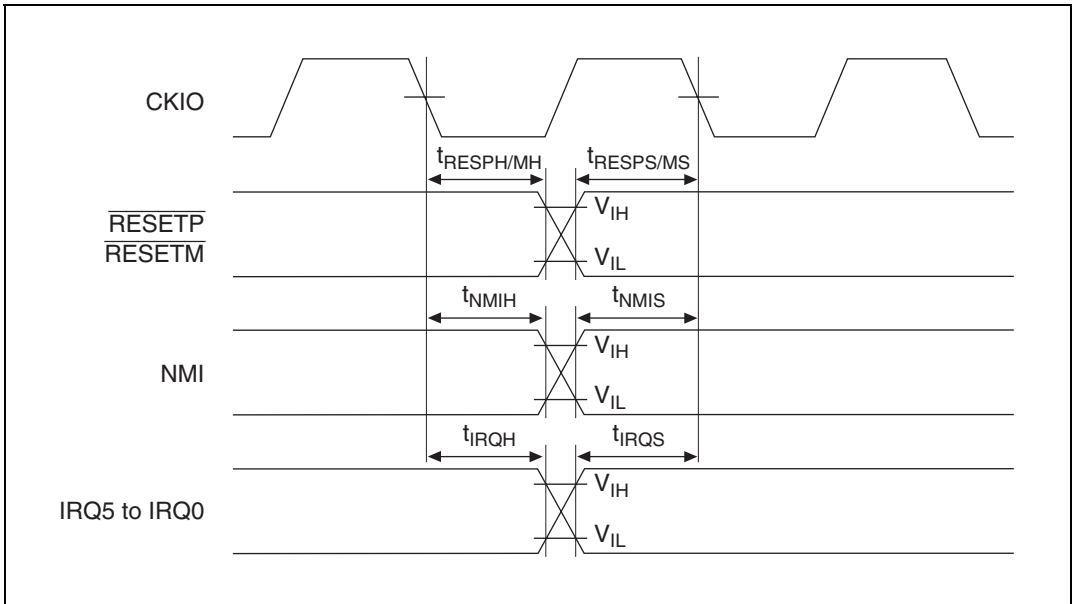 CKIO
tRESPH/MH tRESPS/MS
RESETP
RESETM
VIH
VIL
tNMIH tNMIS
NMI
VIH
VIL
tIRQH tIRQS
IRQ5 to IRQ0
VIH
VIL